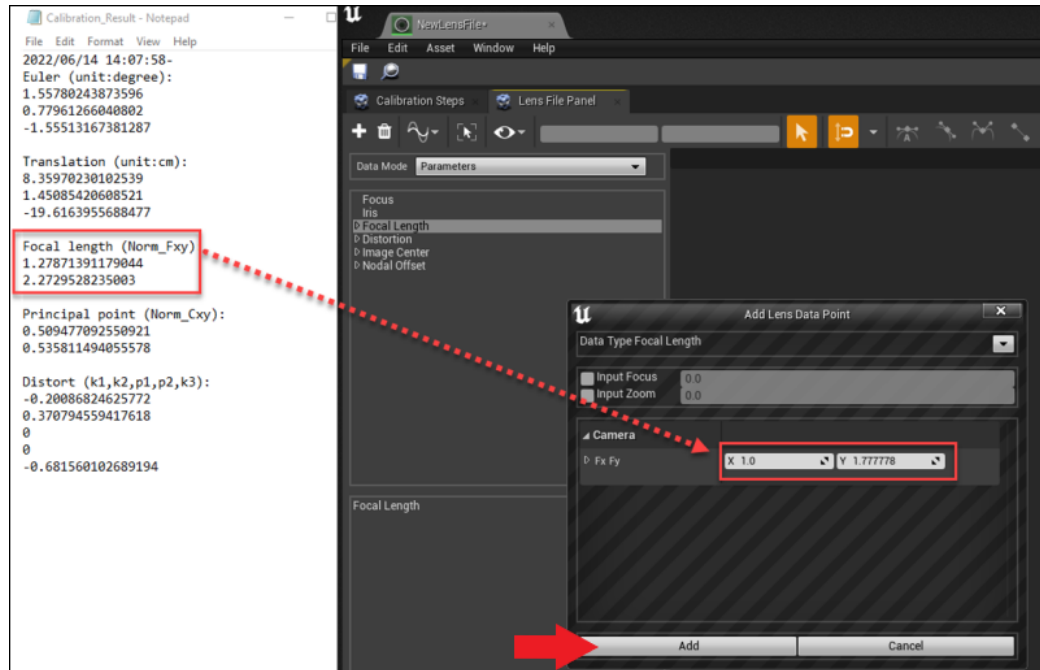 Calibration_Result - Notepad
File Edit Format View Help
2022/06/14 14:07:58-
Euler (unit:degree):
1.55780243873596
0.77961266040802
-1.55513167381287
Translation (unit:cm):
8.35970230102539
1.45085420608521
-19.6163955688477
Focal length (Norm_Fxy)
1.27871391179044
2.2729528235003
Principal point (Norm_Cxy):
0.509477092550921
0.535811494055578
Distort (k1,k2,p1,p2,k3):
-0.20086824625772
0.370794559417618
0
0
-0.681560102689194
NewLensFile*
File Edit Asset Window Help
Calibration Steps
Lens File Panel
Data Mode Parameters
Focus
Iris
Focal Length
Distortion
Image Center
Nodal Offset
Focal Length
Add Lens Data Point
Data Type Focal Length
Input Focus 0.0
Input Zoom 0.0
Camera
Fx Fy X 1.0 Y 1.777778
Add Cancel